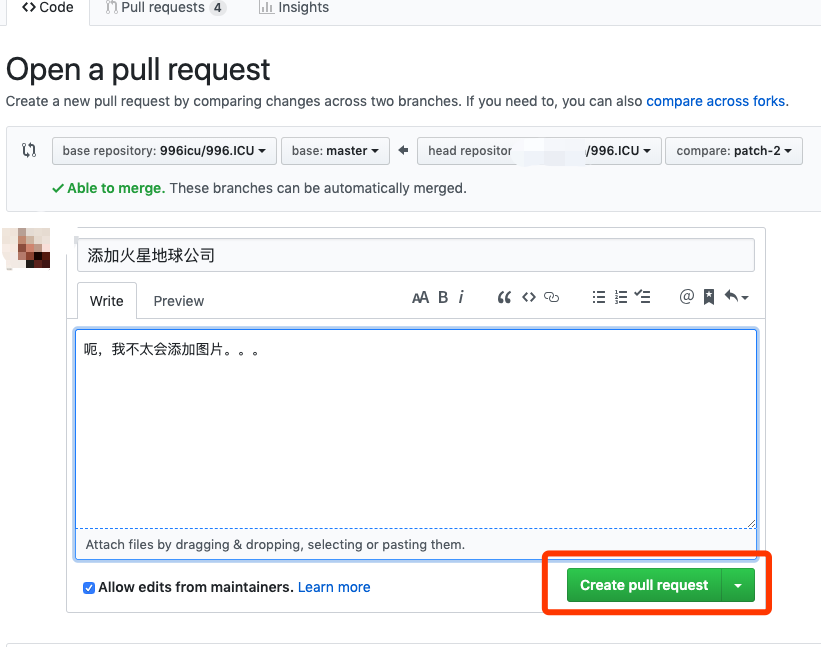 Code Pull requests 4 Insights
Open a pull request
Create a new pull request by comparing changes across two branches. If you need to, you can also compare across forks.
base repository: 996icu/996.ICU base: master head repositor /996.ICU compare: patch-2
Able to merge. These branches can be automatically merged.
添加火星地球公司
Write Preview AA B i @
呃，我不太会添加图片。。。
Attach files by dragging & dropping, selecting or pasting them.
Allow edits from maintainers. Learn more
Create pull request